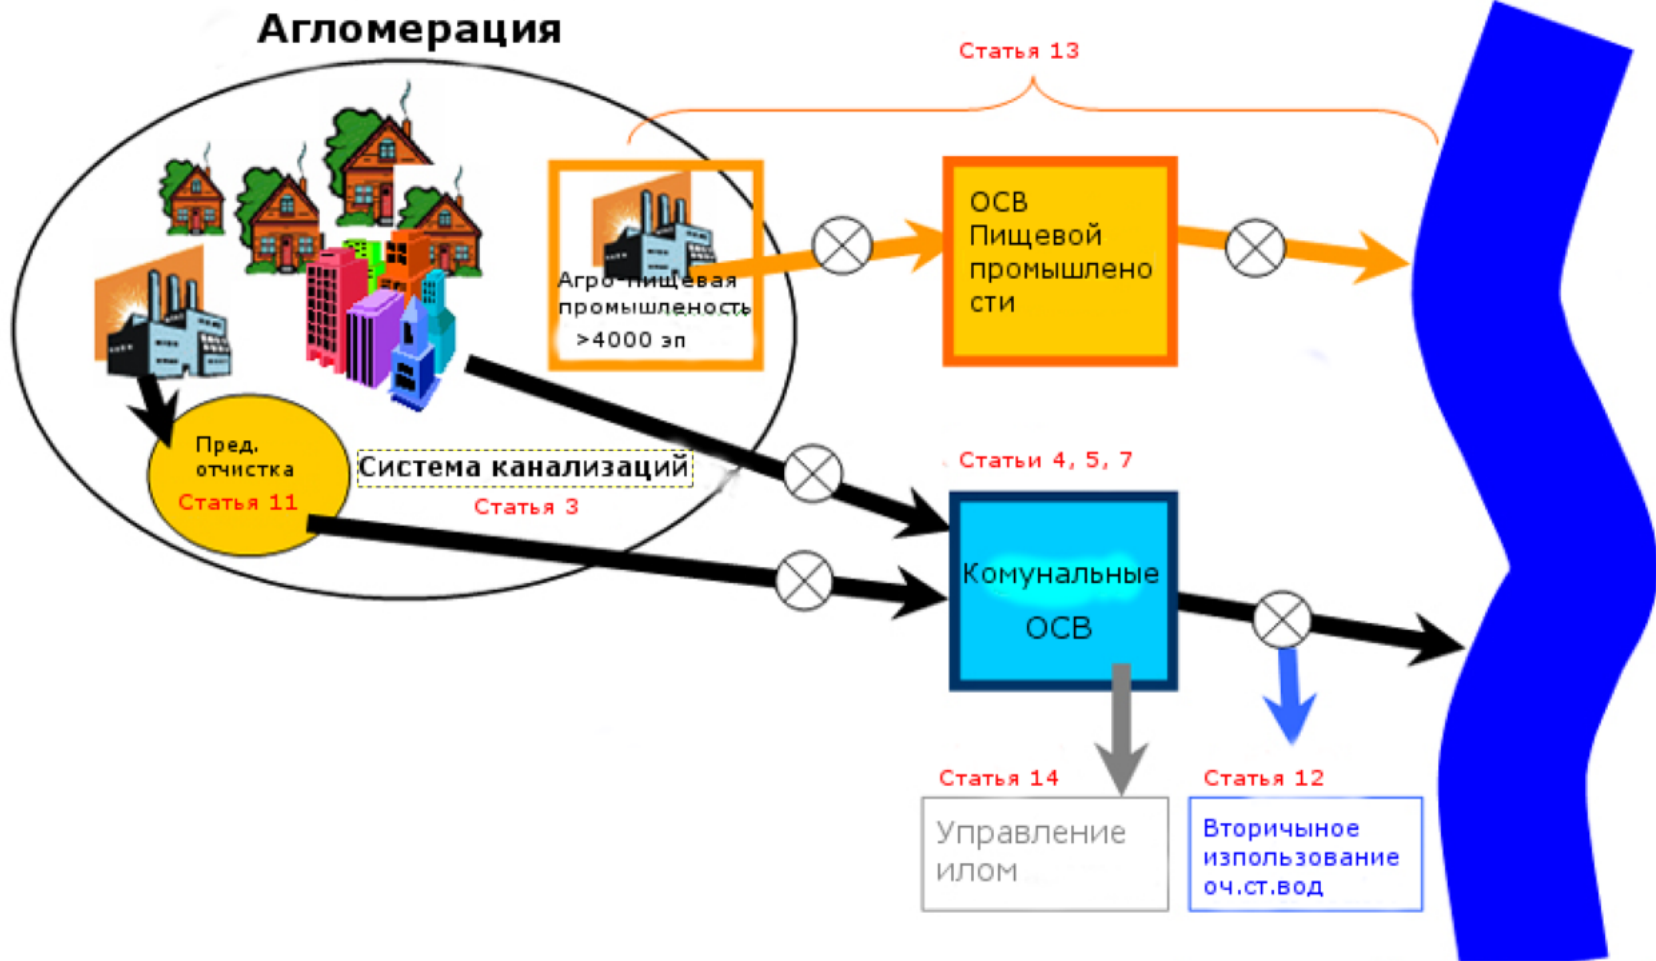 Агломерация
Статья 13
Агро-пищевая
промышленость
>4000 эп
ОСВ
Пищевой
промышлено
сти
Пред.
отчистка
Статья 11
Система канализаций
Статья 3
Статьи 4, 5, 7
Комунальные
ОСВ
Статья 14
Управление
илом
Статья 12
Вторичыное
изпользование
оч.ст.вод